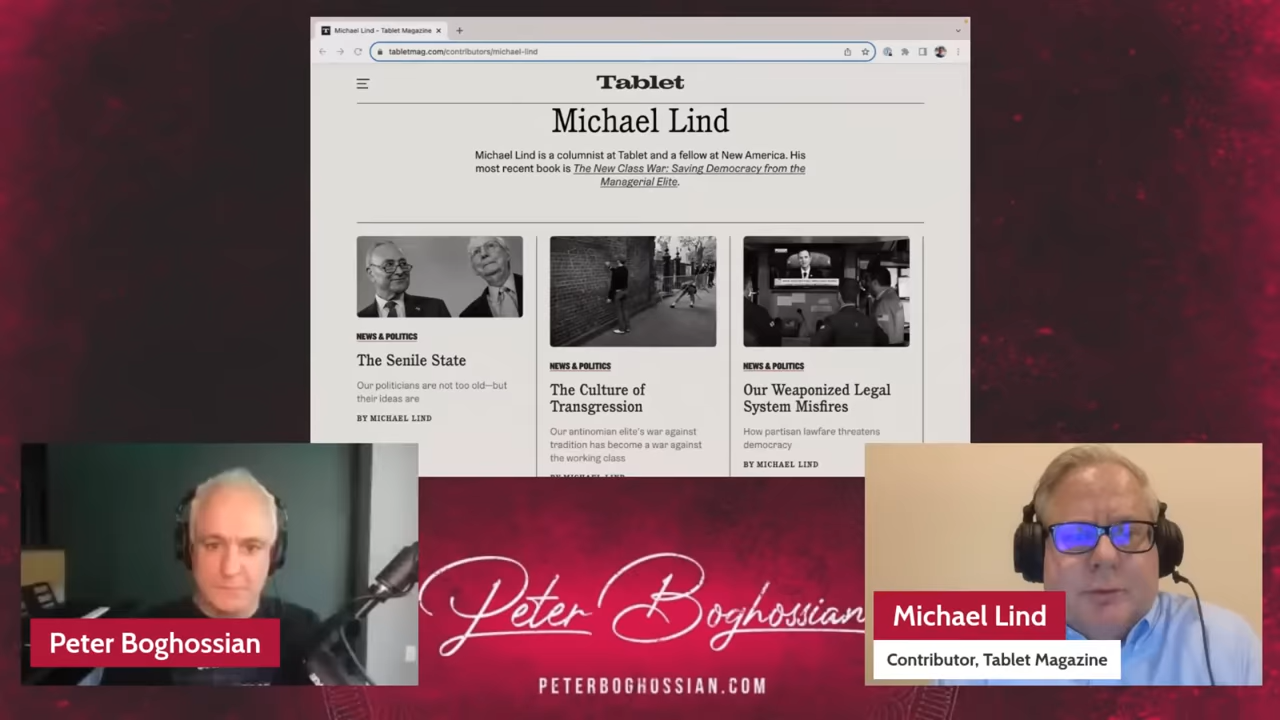 Michael Lind – Tablet Magazine
tabletmag.com/contributors/michael-lind
Tablet
Michael Lind
Michael Lind is a columnist at Tablet and a fellow at New America. His
most recent book is The New Class War: Saving Democracy from the
Managerial Elite.
NEWS & POLITICS
The Senile State
Our politicians are not too old—but
their ideas are
BY MICHAEL LIND
NEWS & POLITICS
The Culture of
Transgression
Our antinomian elite's war against
tradition has become a war against
the working class
BY MICHAEL LIND
NEWS & POLITICS
Our Weaponized Legal
System Misfires
How partisan lawfare threatens
democracy
BY MICHAEL LIND
Peter Boghossian
Peter Boghossian
PETERBOGHOSSIAN.COM
Michael Lind
Contributor, Tablet Magazine